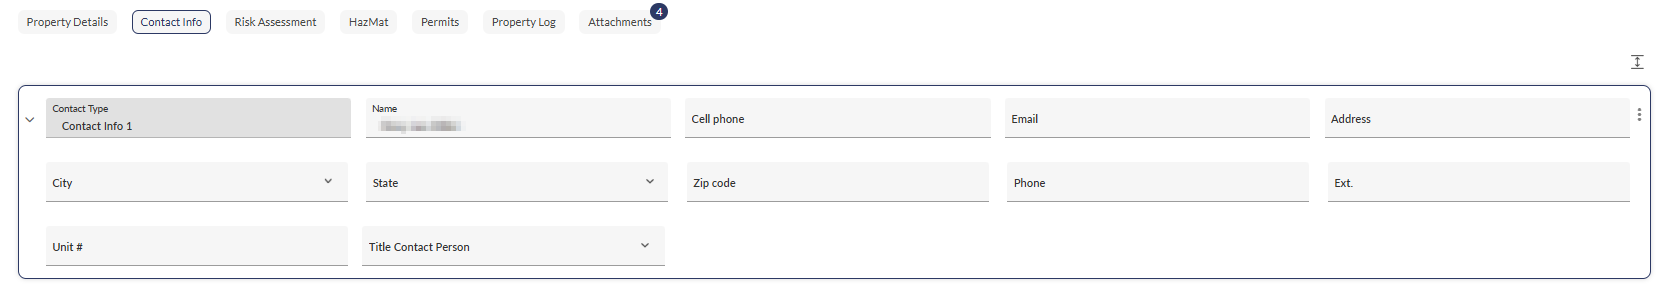 Property Details Contact Info Risk Assessment HazMat Permits Property Log Attachments 4
Contact Type Name
Contact Info 1 Cell phone Email Address
City State Zip code Phone Ext.
Unit # Title Contact Person